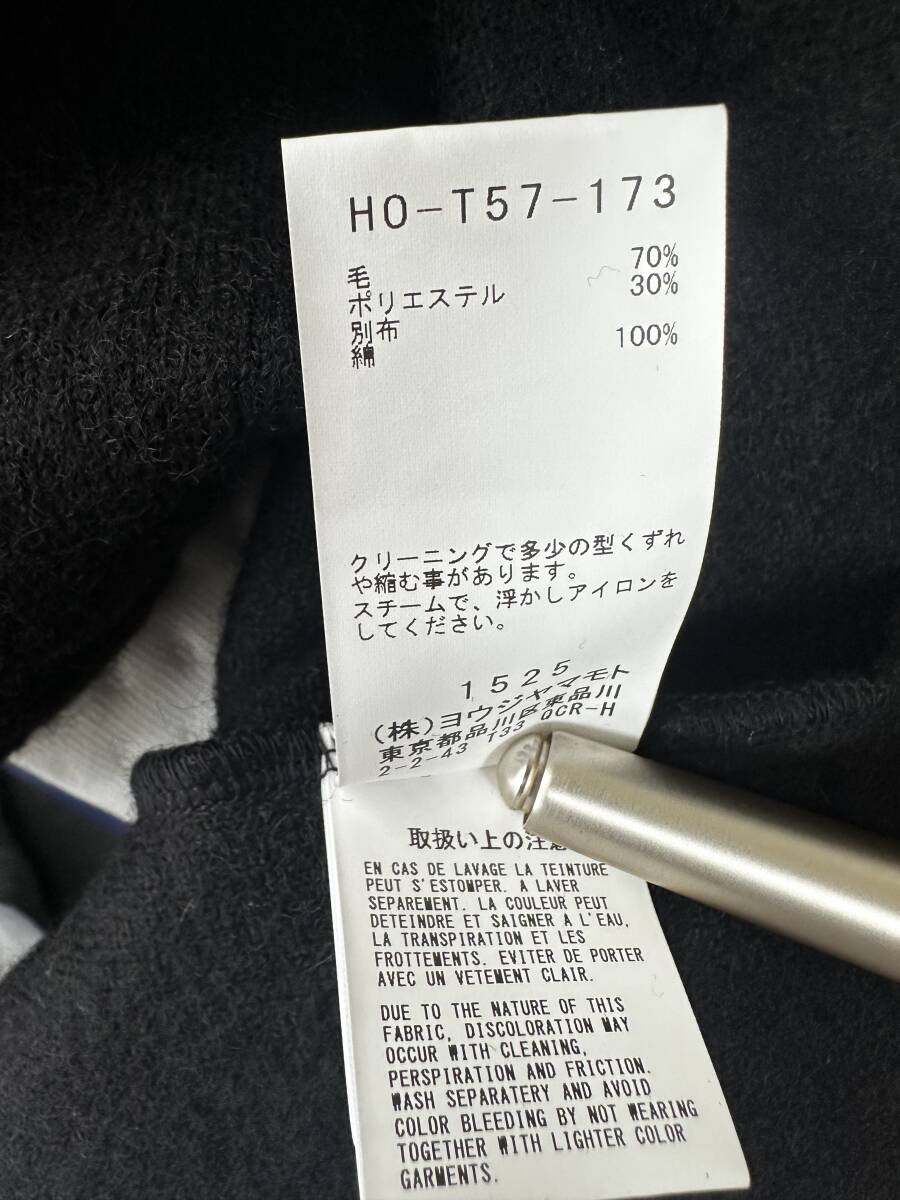 HO-T57-173
毛 70%
ポリエステル 30%
別布
綿 100%
クリーニングで多少の型くずれ
や縮む事があります。
スチームで、浮かしアイロンを
してください。
1525
(株)ヨウジヤマモト
東京都品川区東品川
2-2-43 T33 OCR-H
取扱い上の注意
EN CAS DE LAVAGE LA TEINTURE
PEUT S'ESTOMPER. A LAVER
SEPAREMENT. LA COULEUR PEUT
DETEINDRE ET SAIGNER A L'EAU,
LA TRANSPIRATION ET LES
FROTTEMENTS. EVITER DE PORTER
AVEC UN VETEMENT CLAIR.
DUE TO THE NATURE OF THIS
FABRIC, DISCOLORATION MAY
OCCUR WITH CLEANING,
PERSPIRATION AND FRICTION.
WASH SEPARATERY AND AVOID
COLOR BLEEDING BY NOT WEARING
TOGETHER WITH LIGHTER COLOR
GARMENTS.